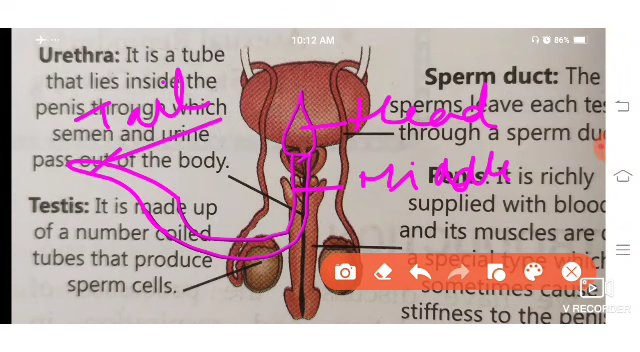 10:12 AM
86%
Urethra: It is a tube
that lies inside the
penis through which
semen and urine
pass out of the body.
Tail
Testis: It is made up
of a number coiled
tubes that produce
sperm cells.
Sperm duct: The
sperms leave each tes
through a sperm du
Head
Penis: It is richly
Middle
supplied with blood
and its muscles are o
a special type which
sometimes cause
stiffness to the penis
V RECORDER